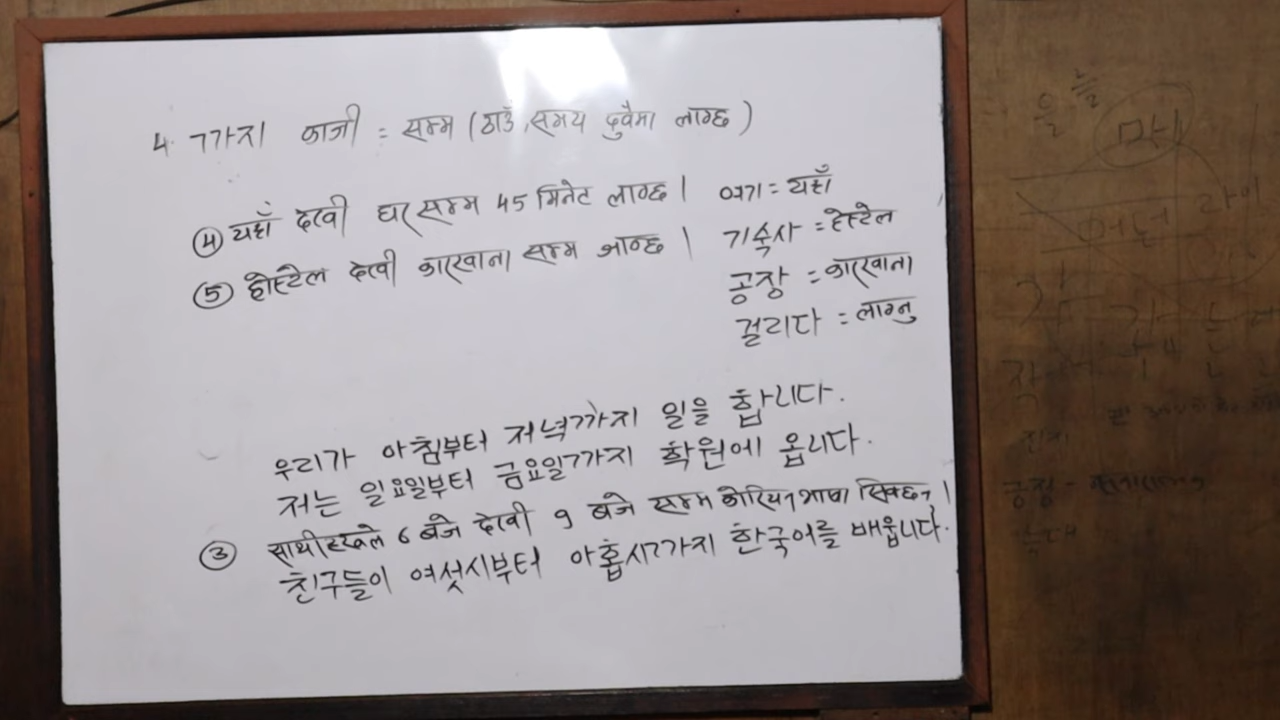 4. 까지 काजी = सम्म (ठाउँ, समय दुवैमा लाग्छ)
④ यहाँ देखी घर सम्म 45 मिनेट लाग्छ। 여기 = यहाँ
⑤ होस्टेल देखी कारखाना सम्म जान्छ। 기숙사 = होस्टेल
공장 = कारखाना
걸리다 = लाग्नु
우리가 아침부터 저녁까지 일을 합니다.
저는 일요일부터 금요일까지 학원에 옵니다.
③ साथीहरुले 6 बजे देखी 9 बजे सम्म कोरियन भाषा सिक्छन्।
친구들이 여섯시부터 아홉시까지 한국어를 배웁니다.